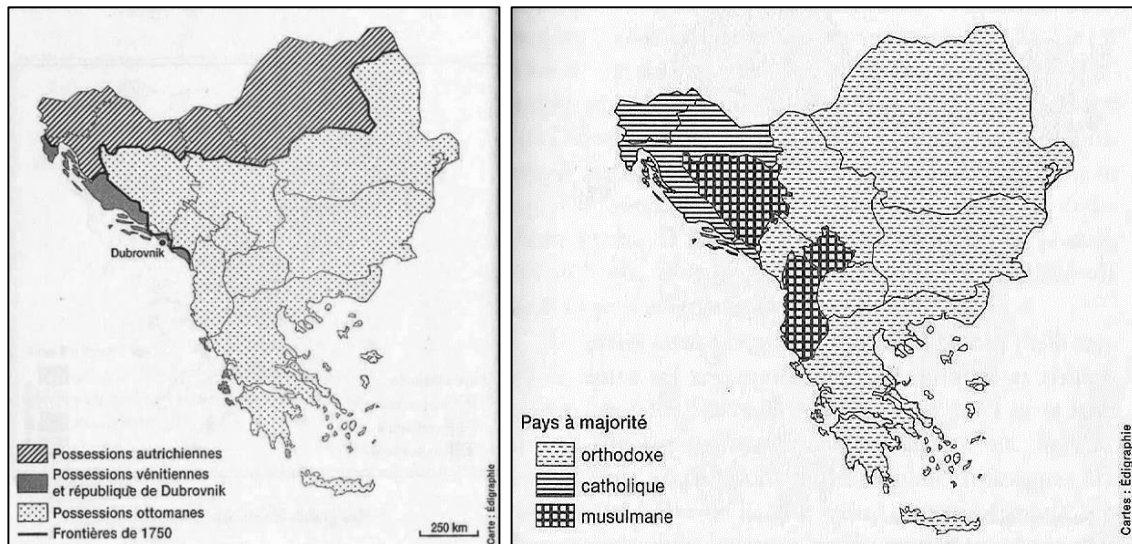 Dubrovnik
Possessions autrichiennes
Possessions vénitiennes
et république de Dubrovnik
Possessions ottomanes
Frontières de 1750
250 km
Carte : Édigraphie
Pays à majorité
orthodoxe
catholique
musulmane
Cartes : Édigraphie